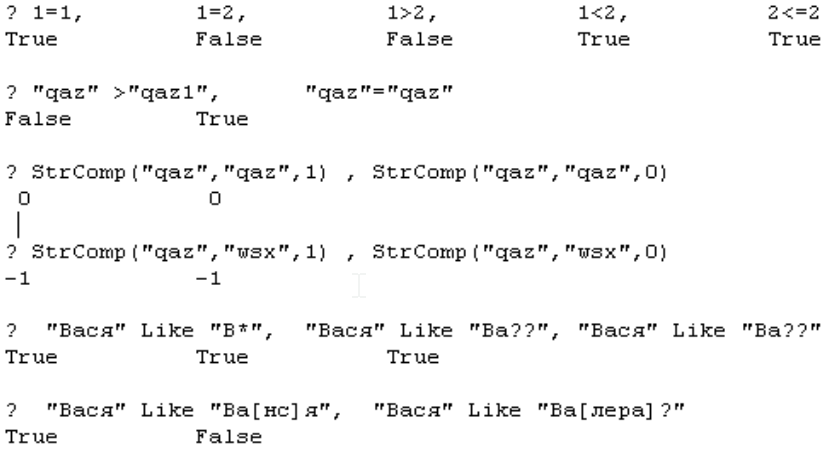 ? 1=1, 1=2, 1>2, 1<2, 2<=2
True False False True True
? "qaz" >"qaz1", "qaz"="qaz"
False True
? StrComp("qaz","qaz",1) , StrComp("qaz","qaz",0)
0 0
? StrComp("qaz","wsx",1) , StrComp("qaz","wsx",0)
-1 -1
? "Вася" Like "В*", "Вася" Like "Ва??", "Вася" Like "Ва??"
True True True
? "Вася" Like "Ва[нс]я", "Вася" Like "Ва[лера]?"
True False